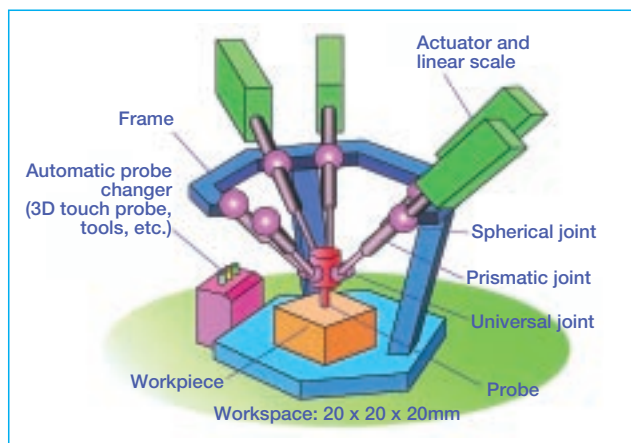 Actuator and
linear scale
Frame
Automatic probe
changer
(3D touch probe,
tools, etc.)
Spherical joint
Prismatic joint
Universal joint
Workpiece
Probe
Workspace: 20 x 20 x 20mm